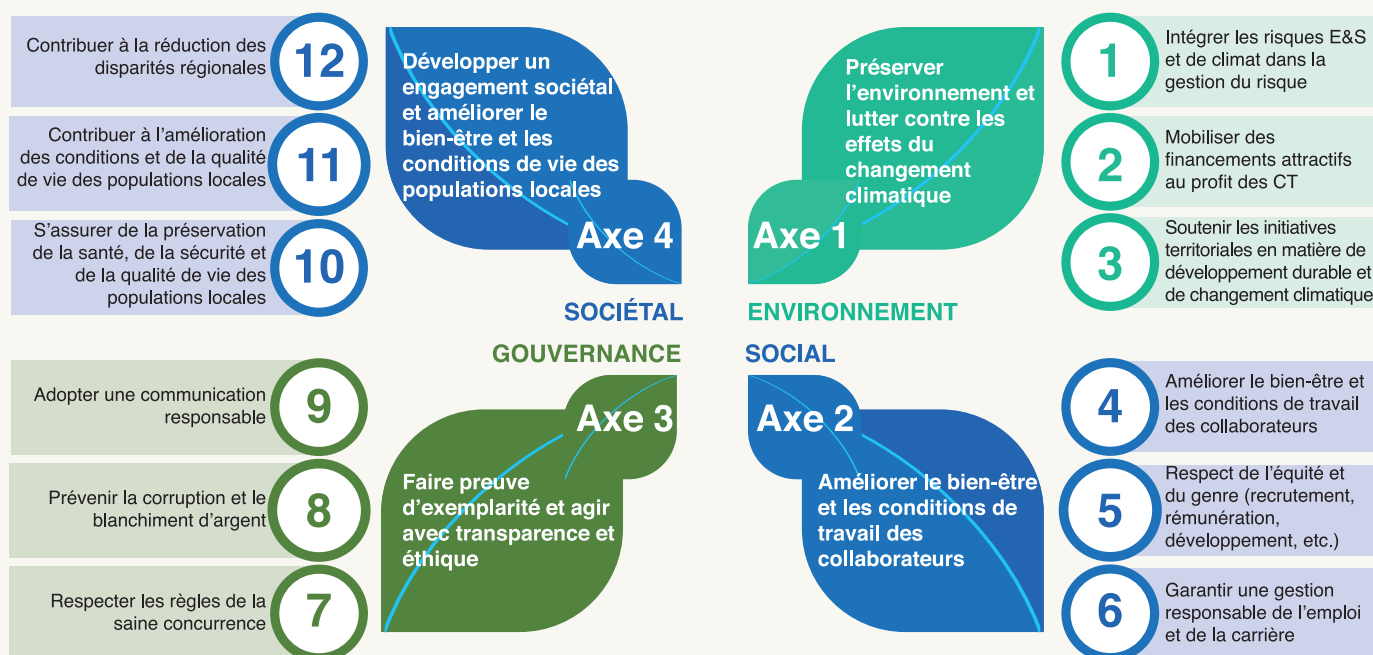 Contribuer à la réduction des
disparités régionales
12
Contribuer à l'amélioration
des conditions et de la qualité
de vie des populations locales
11
S'assurer de la préservation
de la santé, de la sécurité et
de la qualité de vie des
populations locales
10
Développer un
engagement sociétal
et améliorer le
bien-être et les
conditions de vie des
populations locales
Axe 4
SOCIÉTAL
Préserver
l'environnement et
lutter contre les
effets du
changement
climatique
Axe 1
ENVIRONNEMENT
1
Intégrer les risques E&S
et de climat dans la
gestion du risque
2
Mobiliser des
financements attractifs
au profit des CT
3
Soutenir les initiatives
territoriales en matière de
développement durable et
de changement climatique
GOUVERNANCE
Axe 3
Faire preuve
d'exemplarité et agir
avec transparence et
éthique
Adopter une communication
responsable
9
Prévenir la corruption et le
blanchiment d'argent
8
Respecter les règles de la
saine concurrence
7
SOCIAL
Axe 2
Améliorer le bien-être
et les conditions de
travail des
collaborateurs
4
Améliorer le bien-être et
les conditions de travail
des collaborateurs
5
Respect de l'équité et
du genre (recrutement,
rémunération,
développement, etc.)
6
Garantir une gestion
responsable de l'emploi
et de la carrière